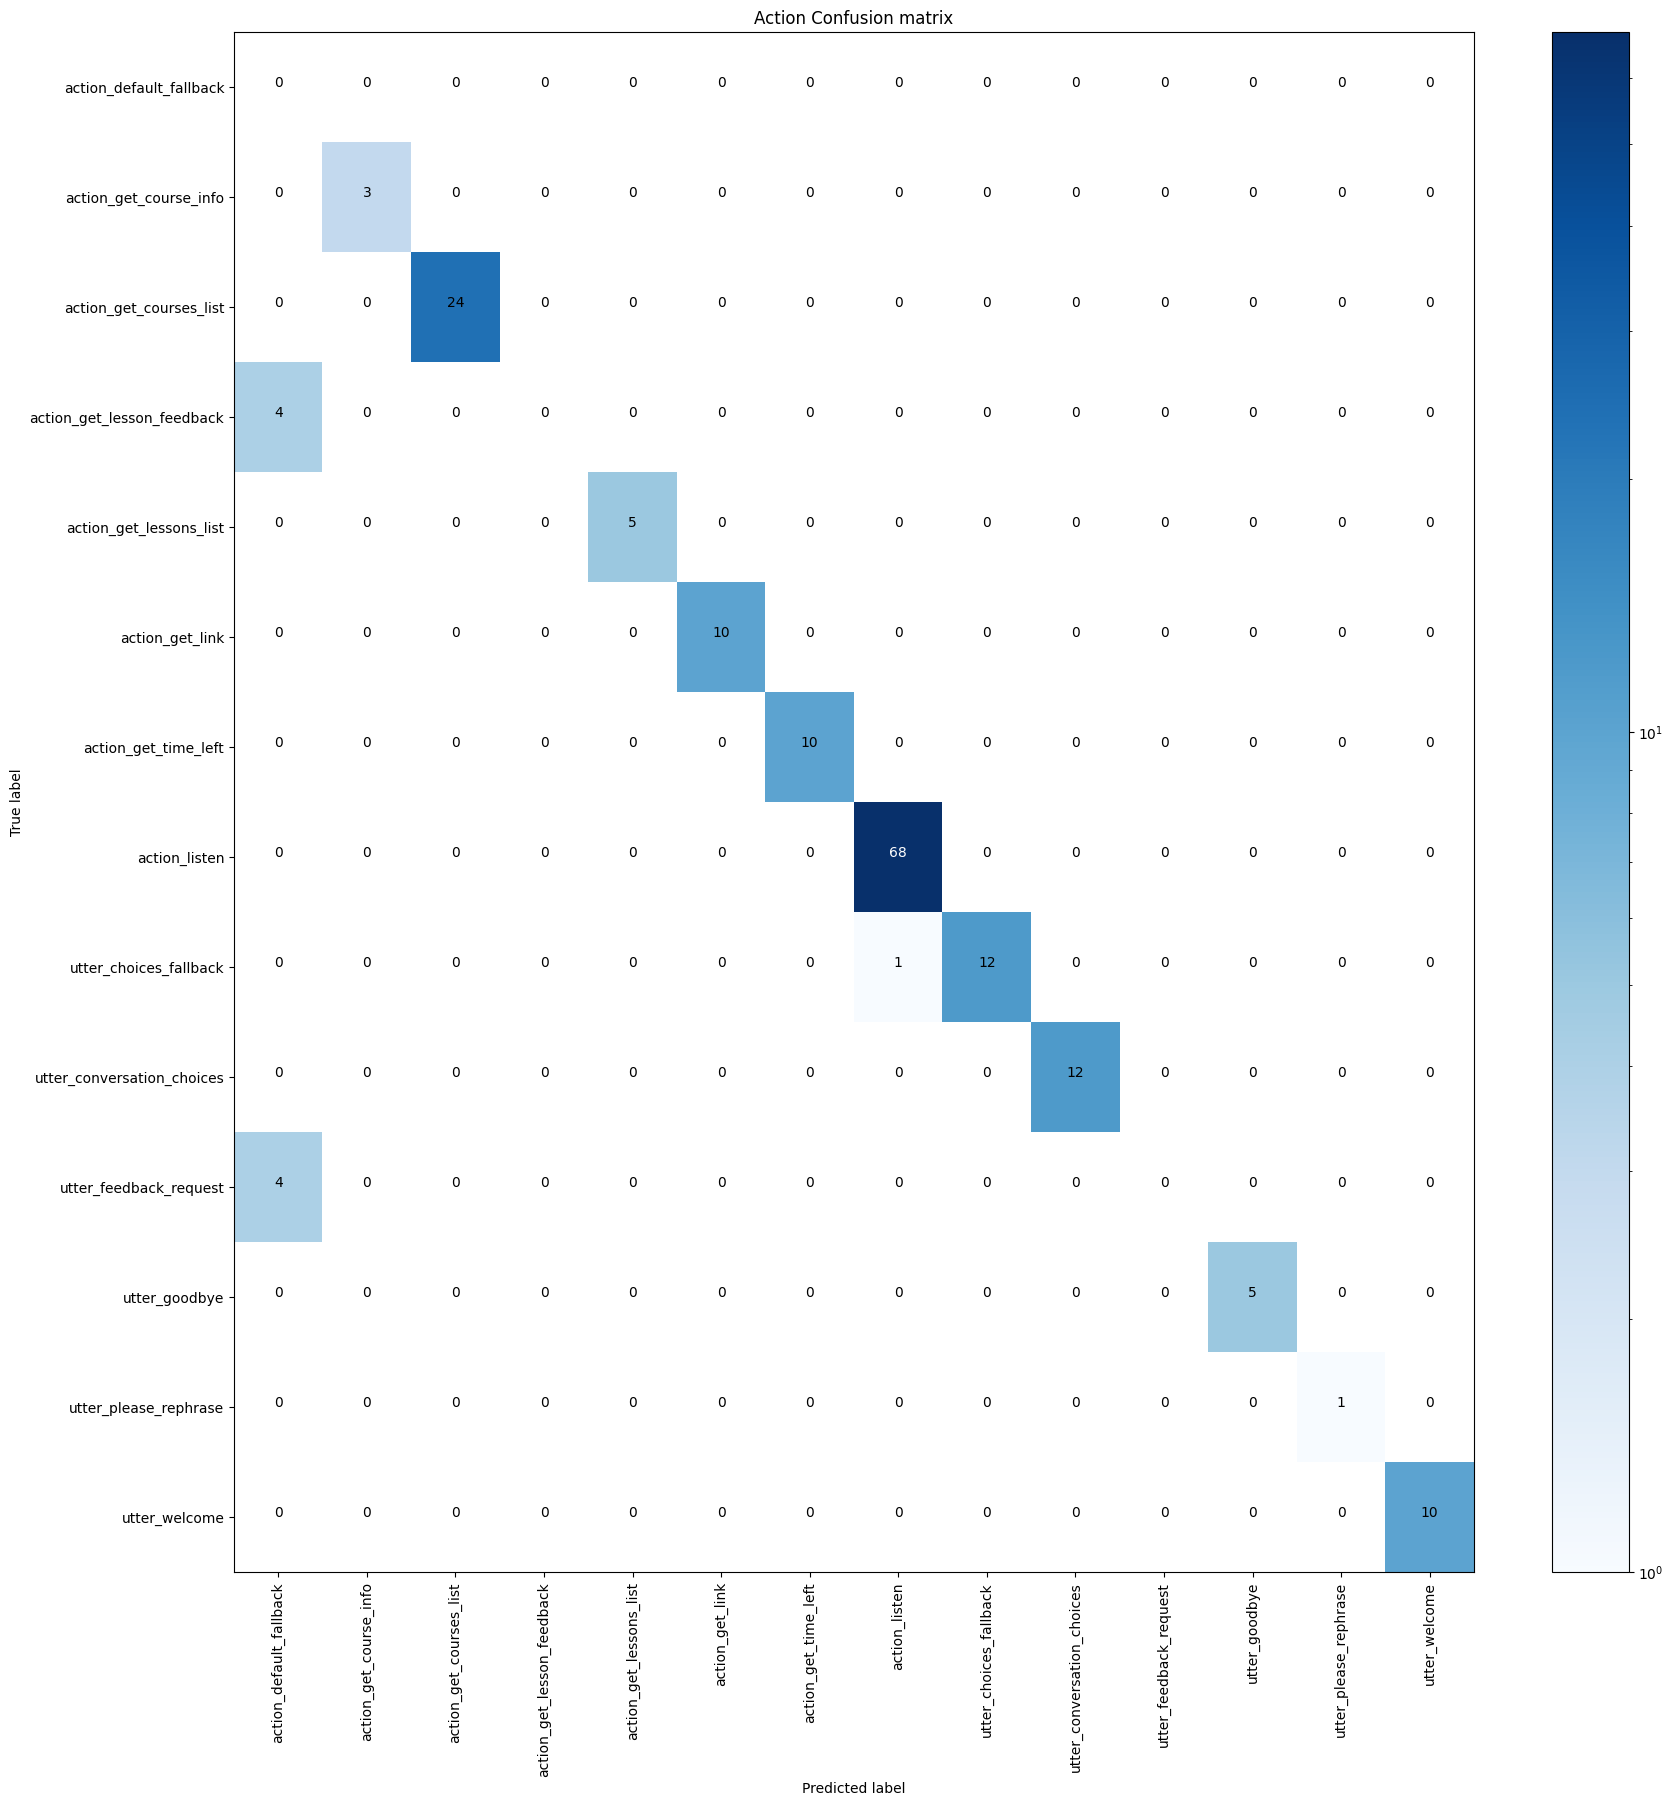 Action Confusion matrix
action_default_fallback 0 0 0 0 0 0 0 0 0 0 0 0 0 0
action_get_course_info 0 3 0 0 0 0 0 0 0 0 0 0 0 0
action_get_courses_list 0 0 24 0 0 0 0 0 0 0 0 0 0 0
action_get_lesson_feedback 4 0 0 0 0 0 0 0 0 0 0 0 0 0
action_get_lessons_list 0 0 0 0 5 0 0 0 0 0 0 0 0 0
action_get_link 0 0 0 0 0 10 0 0 0 0 0 0 0 0
action_get_time_left 0 0 0 0 0 0 10 0 0 0 0 0 0 0
action_listen 0 0 0 0 0 0 0 68 0 0 0 0 0 0
utter_choices_fallback 0 0 0 0 0 0 0 1 12 0 0 0 0 0
utter_conversation_choices 0 0 0 0 0 0 0 0 0 12 0 0 0 0
utter_feedback_request 4 0 0 0 0 0 0 0 0 0 0 0 0 0
utter_goodbye 0 0 0 0 0 0 0 0 0 0 0 5 0 0
utter_please_rephrase 0 0 0 0 0 0 0 0 0 0 0 0 1 0
utter_welcome 0 0 0 0 0 0 0 0 0 0 0 0 0 10
True label
action_default_fallback
action_get_course_info
action_get_courses_list
action_get_lesson_feedback
action_get_lessons_list
action_get_link
action_get_time_left
action_listen
utter_choices_fallback
utter_conversation_choices
utter_feedback_request
utter_goodbye
utter_please_rephrase
utter_welcome
Predicted label
10¹
10⁰